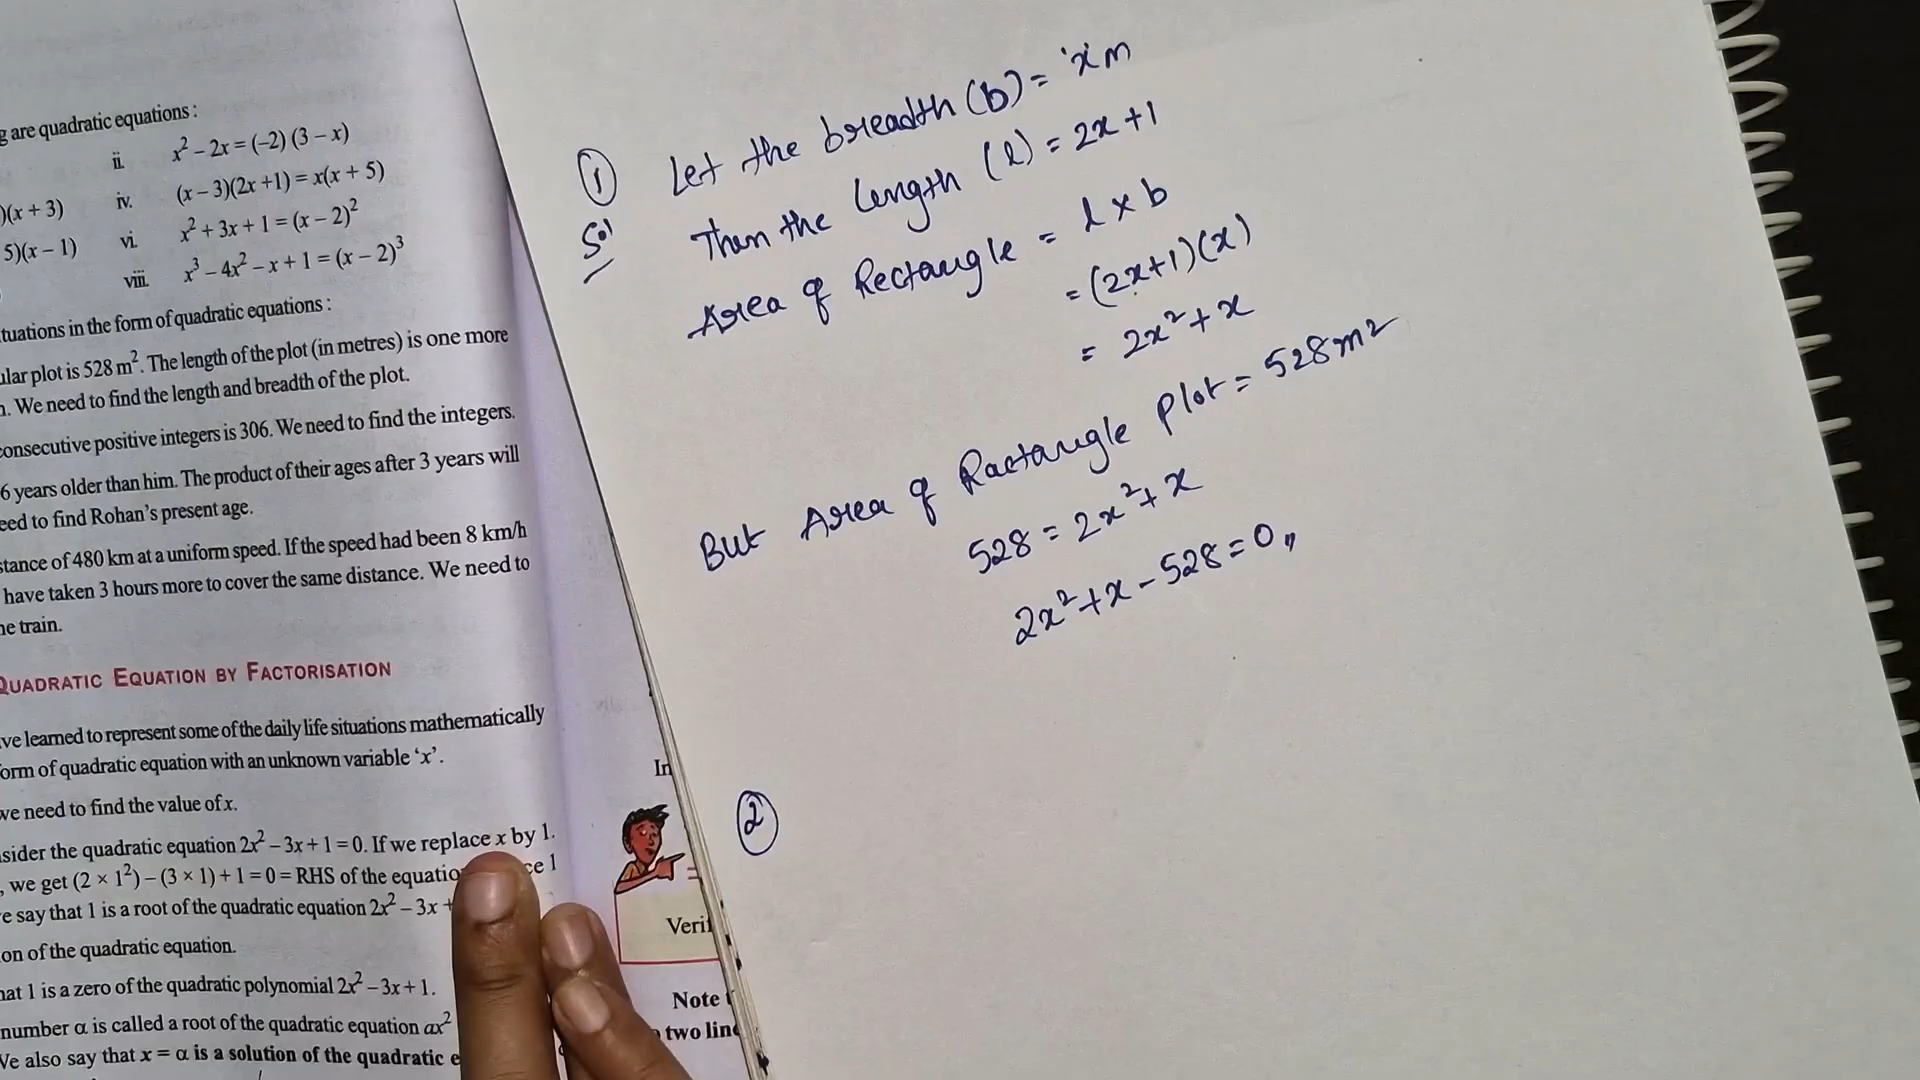 are quadratic equations :
ii. x² – 2x = (–2) (3 – x)
)(x + 3) iv. (x – 3)(2x +1) = x(x + 5)
5)(x – 1) vi. x² + 3x + 1 = (x – 2)²
viii. x³ – 4x² – x + 1 = (x – 2)³
tuations in the form of quadratic equations :
ular plot is 528 m². The length of the plot (in metres) is one more
. We need to find the length and breadth of the plot.
consecutive positive integers is 306. We need to find the integers.
6 years older than him. The product of their ages after 3 years will
eed to find Rohan's present age.
stance of 480 km at a uniform speed. If the speed had been 8 km/h
have taken 3 hours more to cover the same distance. We need to
he train.
QUADRATIC EQUATION BY FACTORISATION
ve learned to represent some of the daily life situations mathematically
orm of quadratic equation with an unknown variable ‘x’.
we need to find the value of x.
sider the quadratic equation 2x² – 3x + 1 = 0. If we replace x by 1.
, we get (2 × 1²) – (3 × 1) + 1 = 0 = RHS of the equatio ce 1
e say that 1 is a root of the quadratic equation 2x² – 3x +
on of the quadratic equation.
hat 1 is a zero of the quadratic polynomial 2x² – 3x + 1.
number α is called a root of the quadratic equation ax²
We also say that x = α is a solution of the quadratic e
In
Verif
Note t
two line
① Let the breadth (b) = 'x' m
Sol Then the length (l) = 2x + 1
Area of Rectangle = l × b
= (2x+1)(x)
= 2x² + x
But Area of Ractangle Plot = 528 m²
528 = 2x² + x
2x² + x – 528 = 0,,
②